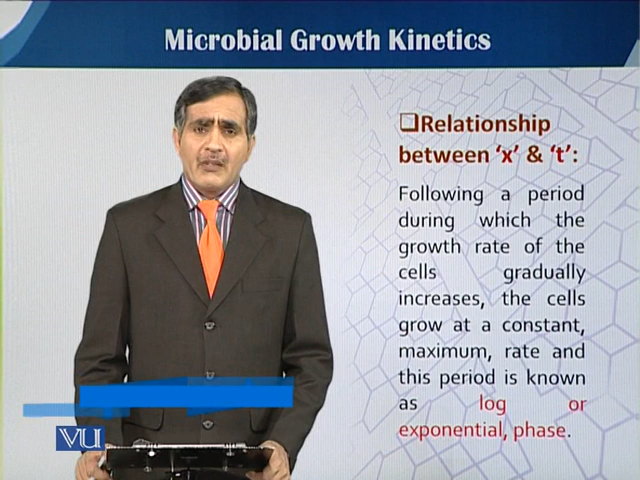 Microbial Growth Kinetics
❑Relationship
between ‘x’ & ‘t’:
Following a period
during which the
growth rate of the
cells gradually
increases, the cells
grow at a constant,
maximum, rate and
this period is known
as log or
exponential, phase.
VU